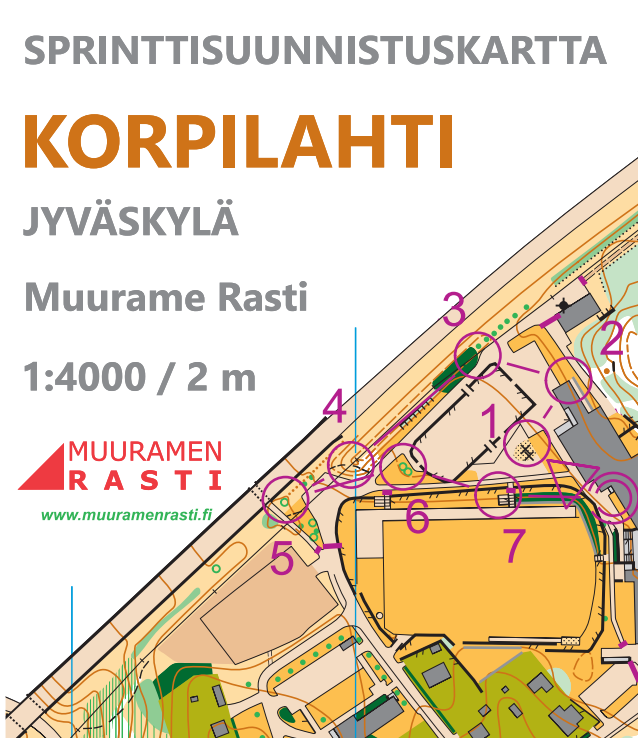 SPRINTTISUUNNISTUSKARTTA
KORPILAHTI
JYVÄSKYLÄ
Muurame Rasti
1:4000 / 2 m
MUURAMEN
RASTI
www.muuramenrasti.fi
3
2
4
1
6
5
7